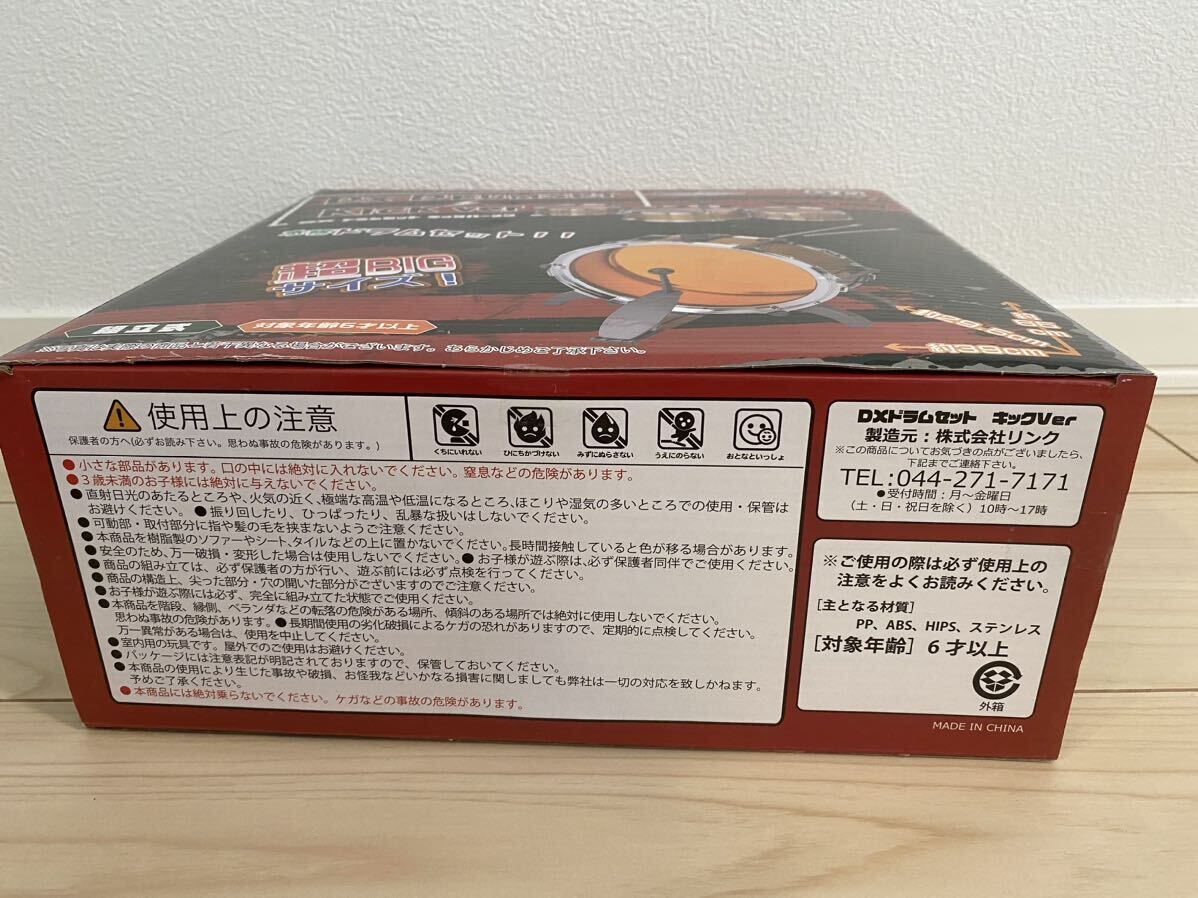 ドラムセット!!
超BIG
サイズ!
組立式
対象年齢6才以上
あらかじめご了承下さい。
約36cm
使用上の注意
保護者の方へ(必ずお読み下さい。思わぬ事故の危険があります。)
くちにいれない
ひにちかづけない
みずにぬらさない
うえにのらない
おとなといっしょ
●小さな部品があります。口の中には絶対に入れないでください。窒息などの危険があります。
●3歳未満のお子様には絶対に与えないでください。
●直射日光のあたるところや、火気の近く、極端な高温や低温になるところ、ほこりや湿気の多いところでの使用・保管は
お避けください。●振り回したり、ひっぱったり、乱暴な扱いはしないでください。
●可動部・取付部分に指や髪の毛を挟まないようご注意ください。
●本商品を樹脂製のソファーやシート、タイルなどの上に置かないでください。長時間接触していると色が移る場合があります。
●安全のため、万一破損・変形した場合は使用しないでください。●お子様が遊ぶ際は、必ず保護者同伴でご使用ください。
●商品の組み立ては、必ず保護者の方が行い、遊ぶ前には必ず点検を行ってください。
●商品の構造上、尖った部分・穴の開いた部分がございますのでご注意ください。
●お子様が遊ぶ際には必ず、完全に組み立てた状態でご使用ください。
●本商品を階段、縁側、ベランダなどの転落の危険がある場所、傾斜のある場所では絶対に使用しないでください。
思わぬ事故の危険があります。●長期間使用の劣化破損によるケガの恐れがありますので、定期的に点検してください。
万一異常がある場合は、使用を中止してください。
●室内用の玩具です。屋外でのご使用はお避けください。
●パッケージには注意表記が明記されておりますので、保管しておいてください。
●本商品の使用により生じた事故や破損、お怪我などいかなる損害に関しましても弊社は一切の対応を致しかねます。
予めご了承ください。
●本商品には絶対乗らないでください。ケガなどの事故の危険があります。
DXドラムセット キックVer
製造元:株式会社リンク
※この商品についてお気づきの点がございましたら、
下記までご連絡下さい。
TEL:044-271-7171
●受付時間:月〜金曜日
(土・日・祝日を除く)10時〜17時
※ご使用の際は必ず使用上の
注意をよくお読みください。
[主となる材質]
PP、ABS、HIPS、ステンレス
[対象年齢] 6才以上
外箱
MADE IN CHINA